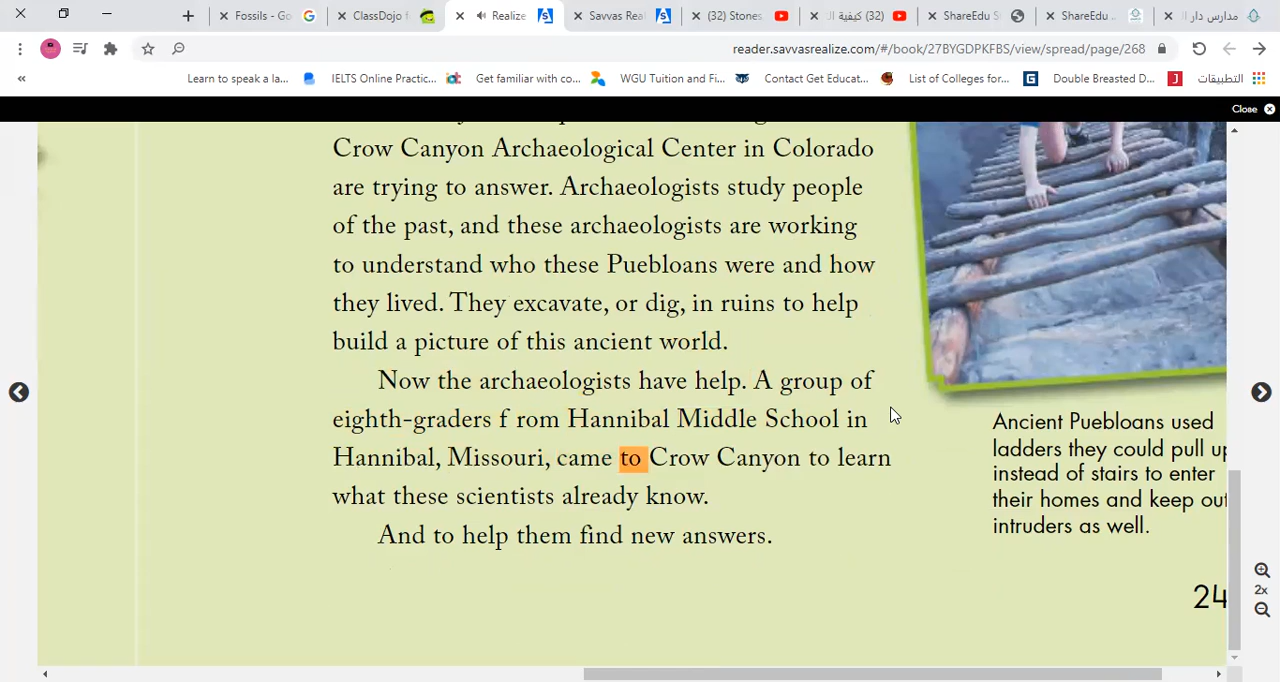 Fossils - Go
ClassDojo f
Realize
Savvas Rea
(32) Stones
(32) كيفية ال
ShareEdu S
ShareEdu
مدارس دار ال
reader.savvasrealize.com/#/book/27BYGDPKFBS/view/spread/page/268
« Learn to speak a la... IELTS Online Practic... Get familiar with co... WGU Tuition and Fi... Contact Get Educat... List of Colleges for... Double Breasted D... التطبيقات
Close
Crow Canyon Archaeological Center in Colorado
are trying to answer. Archaeologists study people
of the past, and these archaeologists are working
to understand who these Puebloans were and how
they lived. They excavate, or dig, in ruins to help
build a picture of this ancient world.
Now the archaeologists have help. A group of
eighth-graders f rom Hannibal Middle School in
Hannibal, Missouri, came to Crow Canyon to learn
what these scientists already know.
And to help them find new answers.
Ancient Puebloans used
ladders they could pull up
instead of stairs to enter
their homes and keep out
intruders as well.
2x
24